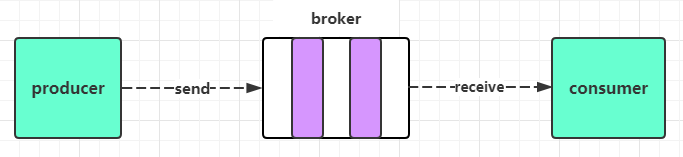 broker
producer
send
receive
consumer